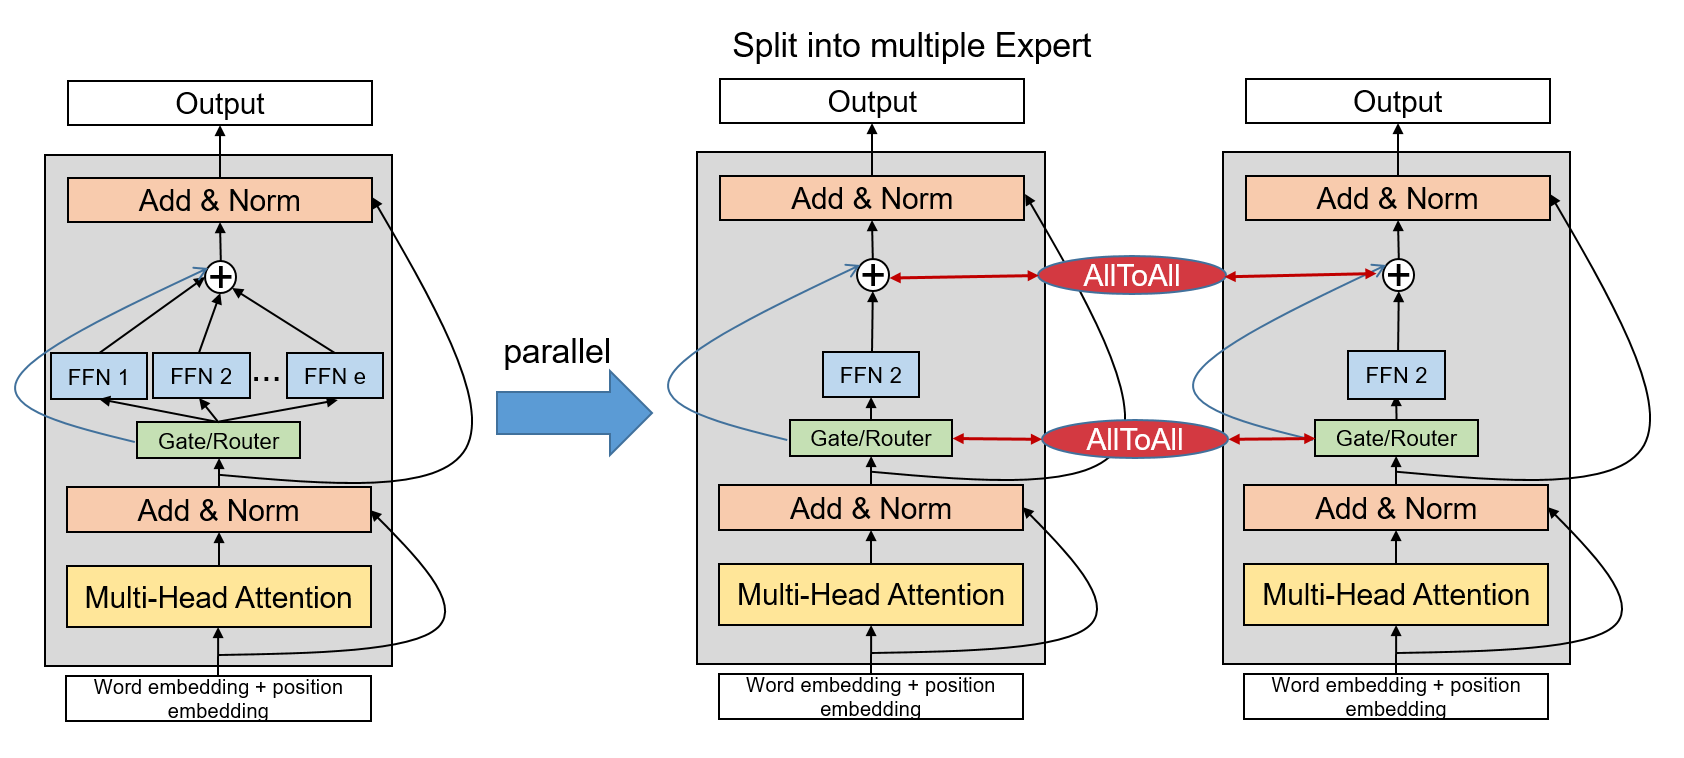 Split into multiple Expert
Output
Add & Norm
+
FFN 1
FFN 2
...
FFN e
Gate/Router
Add & Norm
Multi-Head Attention
Word embedding + position
embedding
parallel
Output
Add & Norm
+
AllToAll
FFN 2
Gate/Router
AllToAll
Add & Norm
Multi-Head Attention
Word embedding + position
embedding
Output
Add & Norm
+
FFN 2
Gate/Router
Add & Norm
Multi-Head Attention
Word embedding + position
embedding